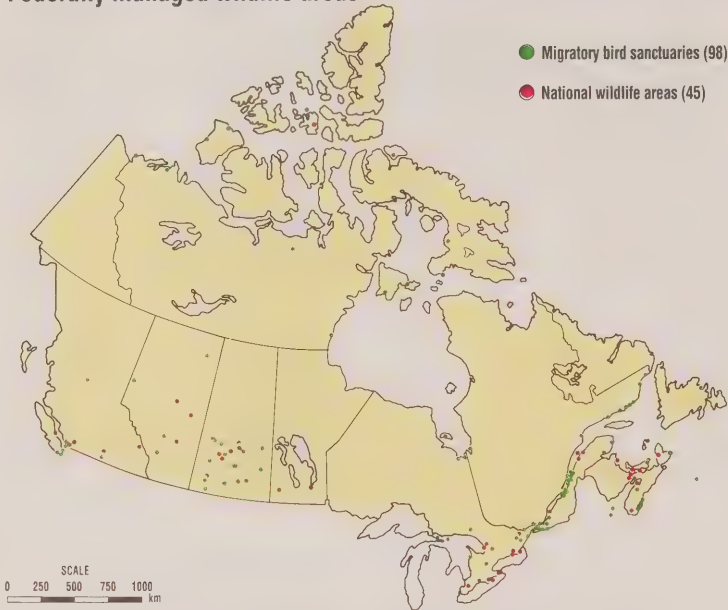 Federally managed wildlife areas
Migratory bird sanctuaries (98)
National wildlife areas (45)
SCALE
0 250 500 750 1000
km